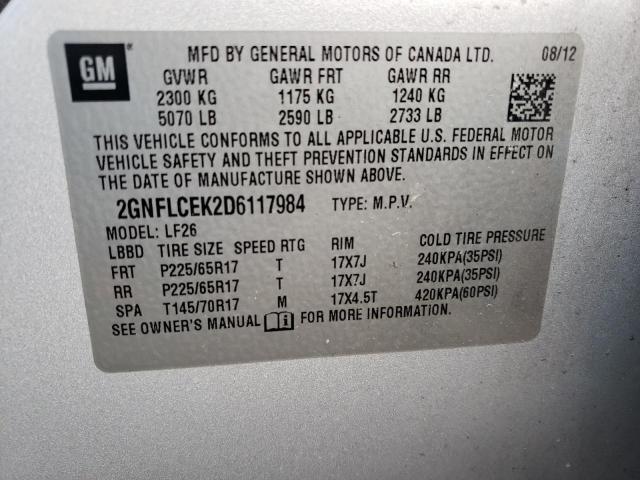 GM MFD BY GENERAL MOTORS OF CANADA LTD. 08/12
GVWR GAWR FRT GAWR RR
2300 KG 1175 KG 1240 KG
5070 LB 2590 LB 2733 LB
THIS VEHICLE CONFORMS TO ALL APPLICABLE U.S. FEDERAL MOTOR
VEHICLE SAFETY AND THEFT PREVENTION STANDARDS IN EFFECT ON
THE DATE OF MANUFACTURE SHOWN ABOVE.
2GNFLCEK2D6117984 TYPE: M.P.V.
MODEL: LF26
LBBD TIRE SIZE SPEED RTG RIM COLD TIRE PRESSURE
FRT P225/65R17 T 17X7J 240KPA(35PSI)
RR P225/65R17 T 17X7J 240KPA(35PSI)
SPA T145/70R17 M 17X4.5T 420KPA(60PSI)
SEE OWNER'S MANUAL FOR MORE INFORMATION.